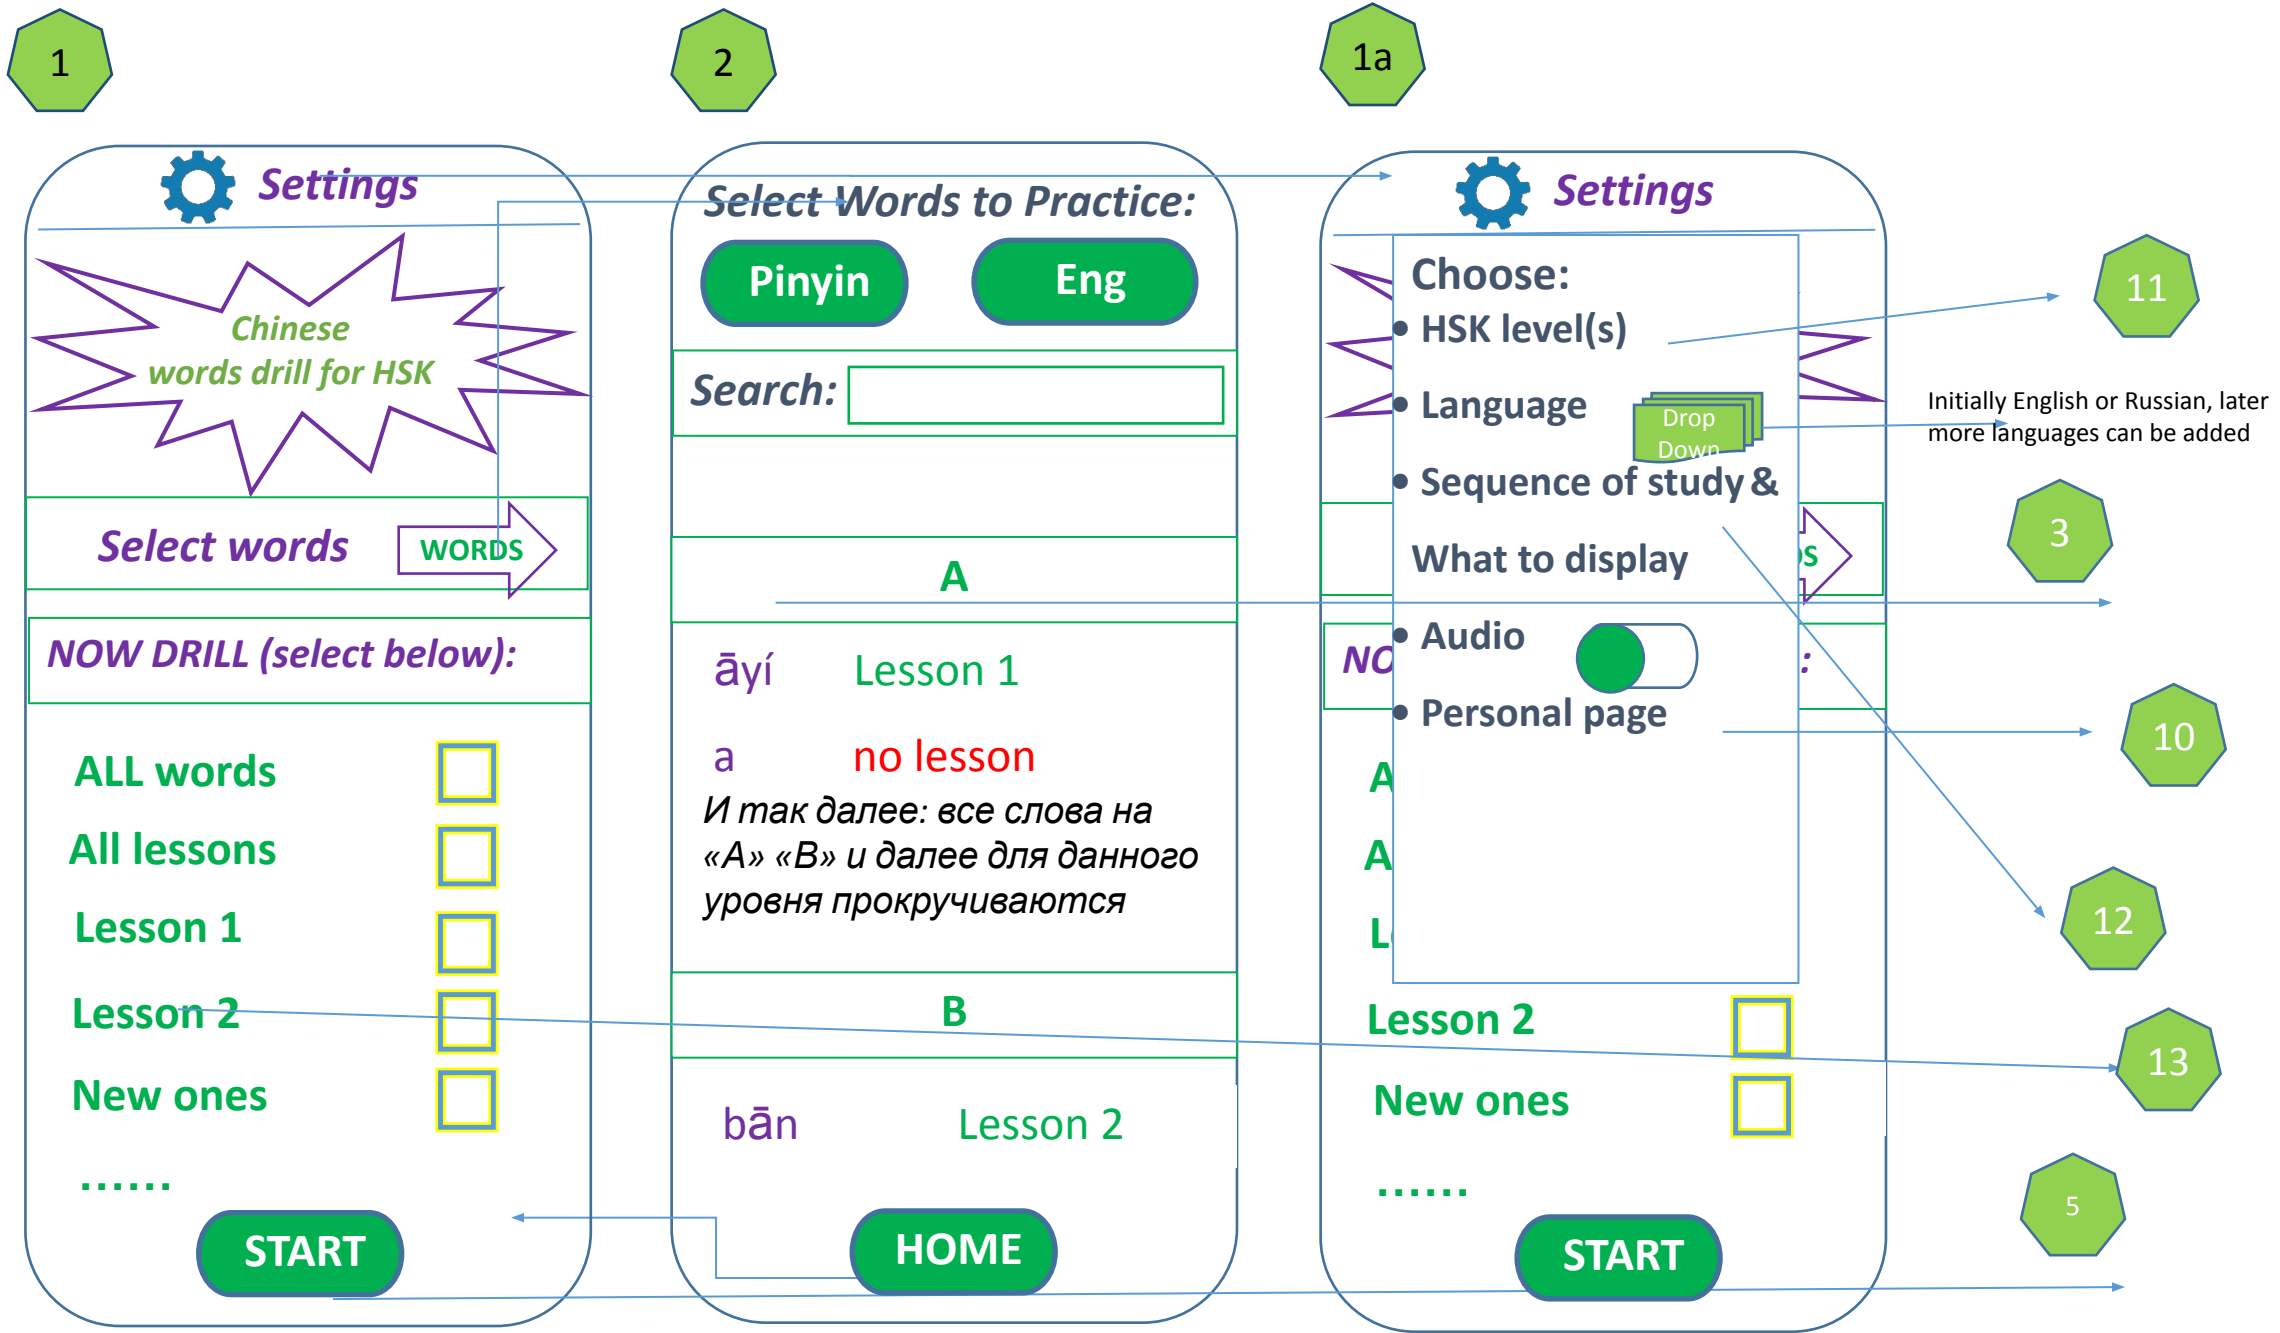 1
Settings
Chinese
words drill for HSK
Select words
WORDS
NOW DRILL (select below):
ALL words
All lessons
Lesson 1
Lesson 2
New ones
......
START
2
Select Words to Practice:
Pinyin
Eng
Search:
A
āyí Lesson 1
a no lesson
И так далее: все слова на
«А» «В» и далее для данного
уровня прокручиваются
B
bān Lesson 2
HOME
1a
Settings
Choose:
• HSK level(s)
• Language
Drop
Down
• Sequence of study &
What to display
• Audio
• Personal page
NO
:
A
A
L
Lesson 2
New ones
......
START
11
Initially English or Russian, later
more languages can be added
3
10
12
13
5